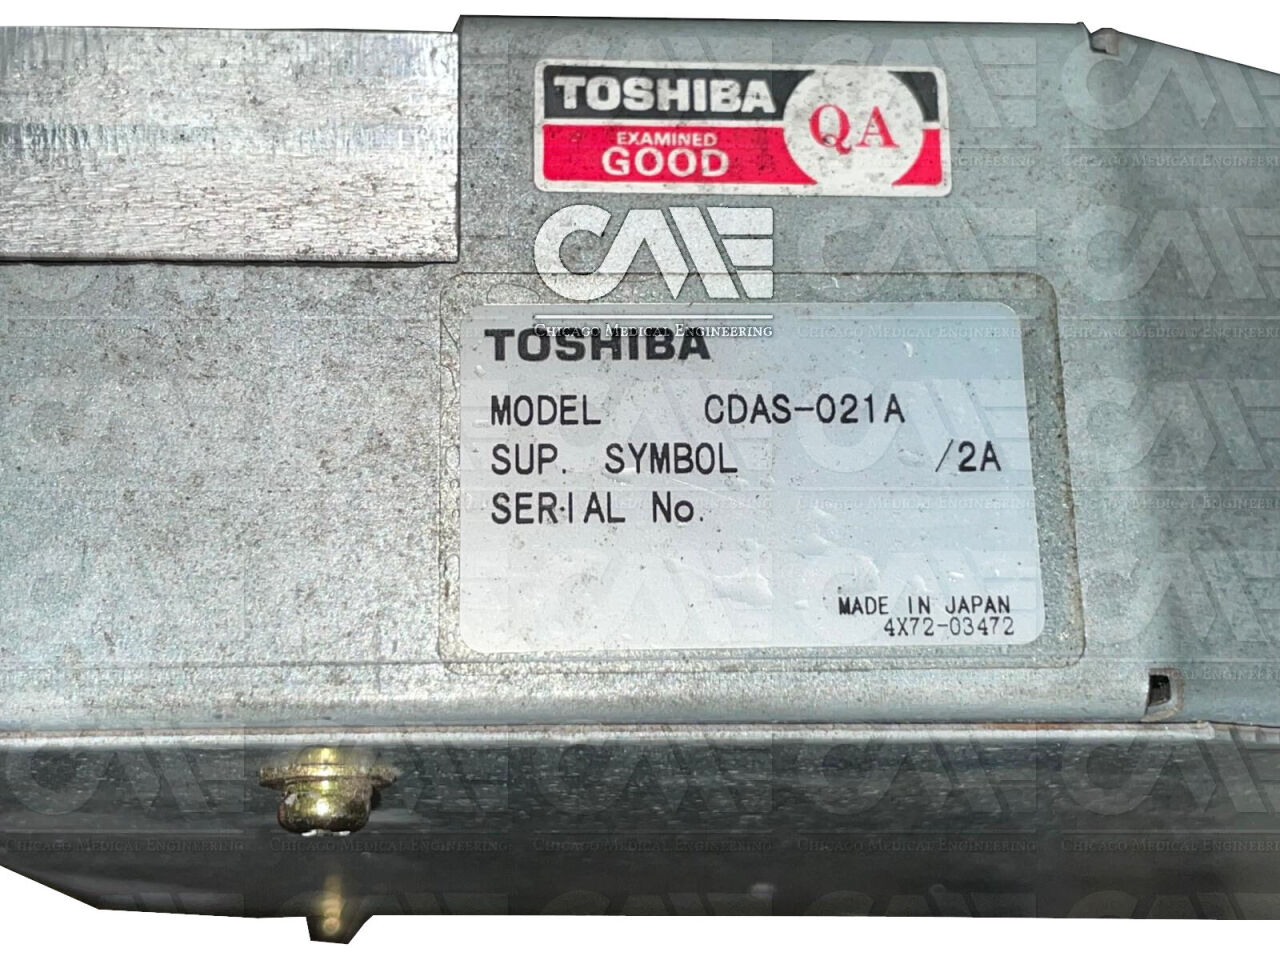 TOSHIBA
EXAMINED
GOOD
QA
CME
CHICAGO MEDICAL ENGINEERING
TOSHIBA
MODEL CDAS-021A
SUP. SYMBOL /2A
SERIAL No.
MADE IN JAPAN
4X72-03472